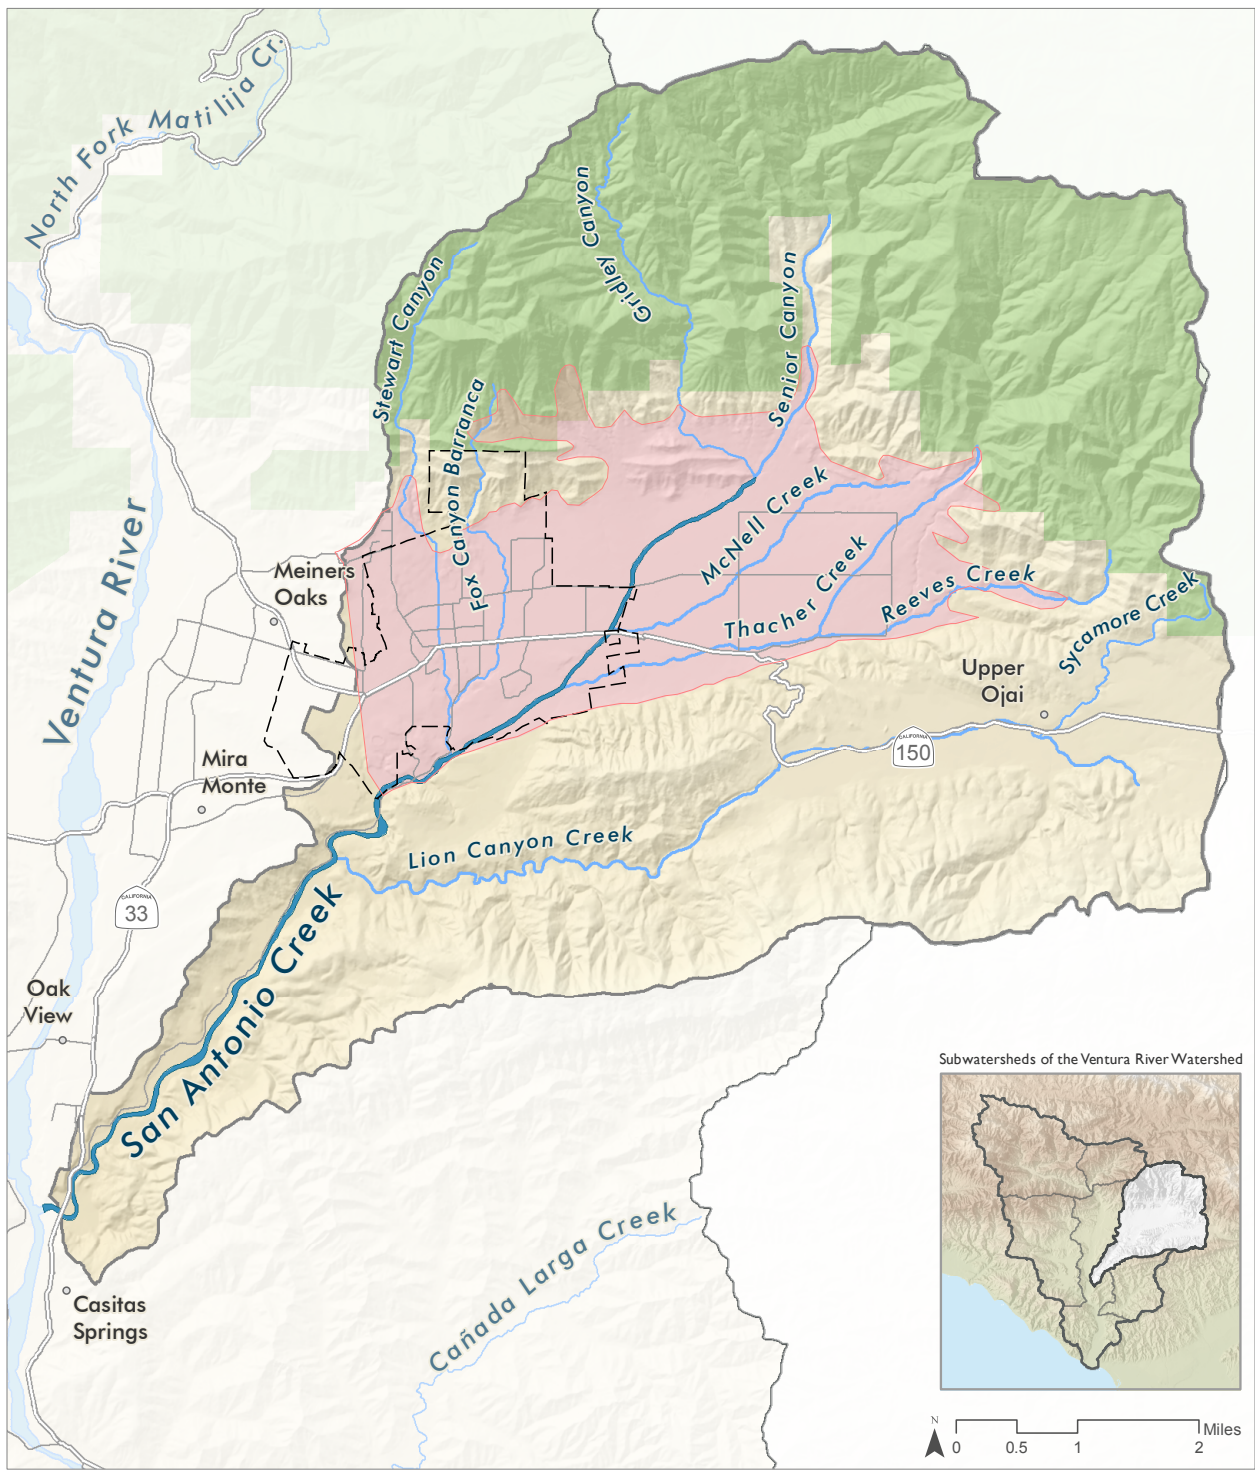 North Fork Matilija Cr.
Gridley Canyon
Stewart Canyon
Senior Canyon
Fox Canyon Barranca
McNell Creek
Thacher Creek
Reeves Creek
Sycamore Creek
Ventura River
Meiners
Oaks
Upper
Ojai
CALIFORNIA
150
Mira
Monte
Lion Canyon Creek
CALIFORNIA
33
San Antonio Creek
Oak
View
Casitas
Springs
Cañada Larga Creek
Subwatersheds of the Ventura River Watershed
N
0 0.5 1 2 Miles